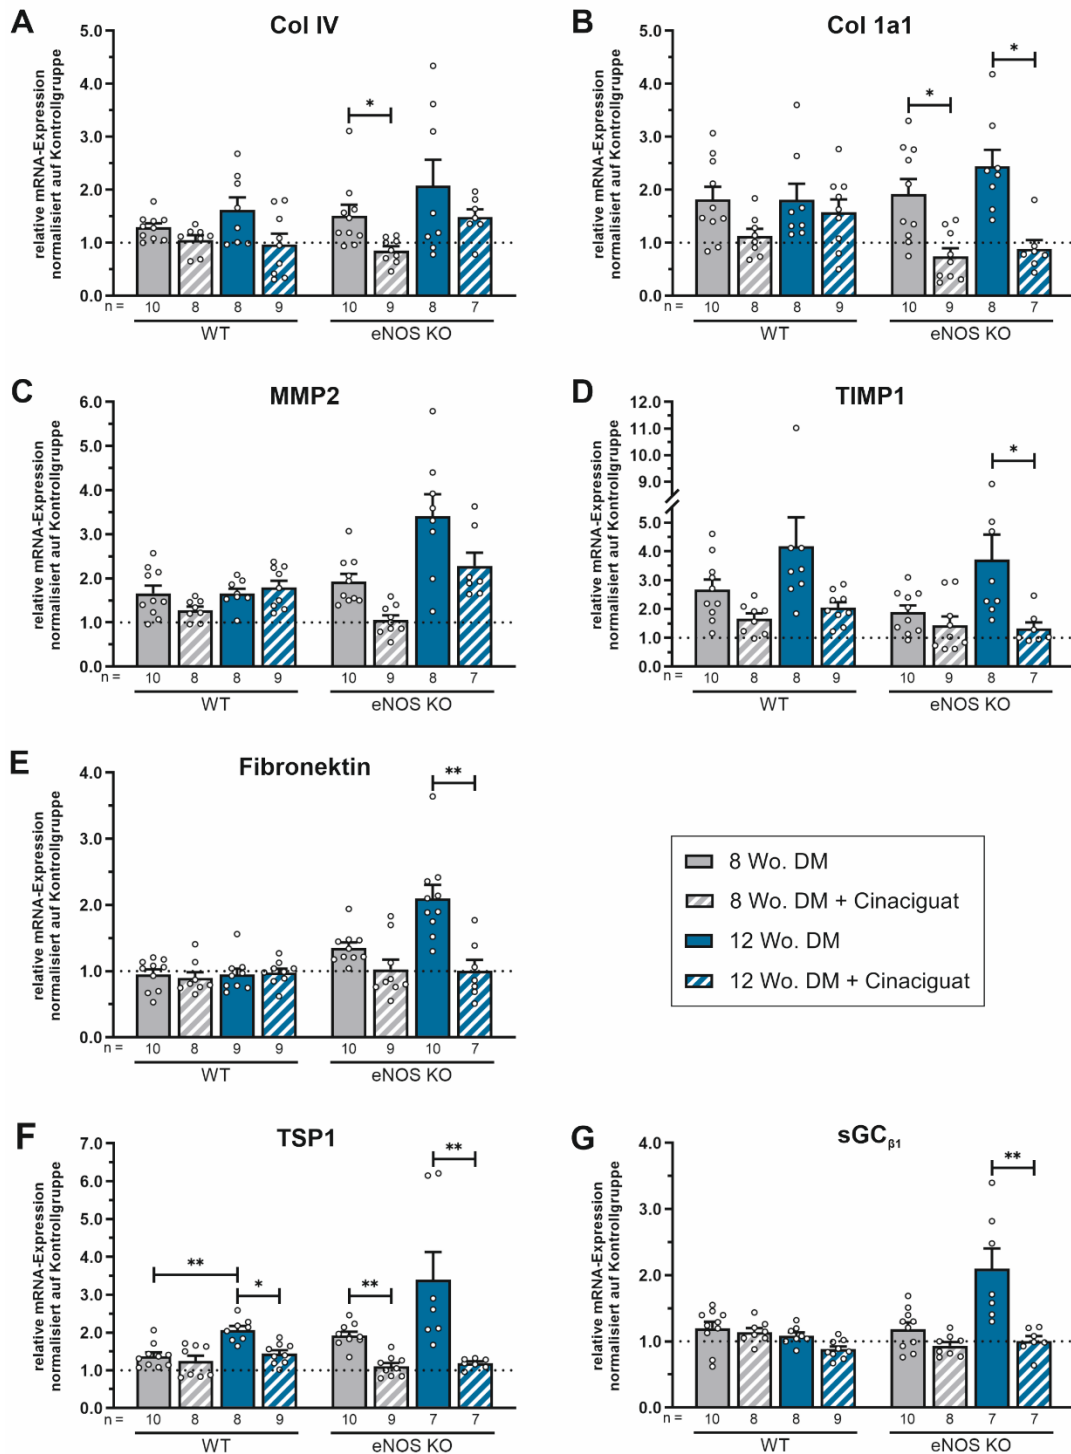 A
Col IV
relative mRNA-Expression
normalisiert auf Kontrollgruppe
5.0
4.0
3.0
2.0
1.0
0.0
*
n = 10 8 8 9 10 9 8 7
WT eNOS KO
B
Col 1a1
relative mRNA-Expression
normalisiert auf Kontrollgruppe
5.0
4.0
3.0
2.0
1.0
0.0
* *
10 8 8 9 10 9 8 7
WT eNOS KO
C
MMP2
relative mRNA-Expression
normalisiert auf Kontrollgruppe
6.0
5.0
4.0
3.0
2.0
1.0
0.0
n = 10 8 8 9 10 9 8 7
WT eNOS KO
D
TIMP1
relative mRNA-Expression
normalisiert auf Kontrollgruppe
12.0
11.0
10.0
9.0
8.0
5.0
4.0
3.0
2.0
1.0
0.0
*
10 8 8 9 10 9 8 7
WT eNOS KO
E
Fibronektin
relative mRNA-Expression
normalisiert auf Kontrollgruppe
4.0
3.0
2.0
1.0
0.0
**
n = 10 8 9 9 10 9 10 7
WT eNOS KO
8 Wo. DM
8 Wo. DM + Cinaciguat
12 Wo. DM
12 Wo. DM + Cinaciguat
F
TSP1
relative mRNA-Expression
normalisiert auf Kontrollgruppe
7.0
6.0
5.0
4.0
3.0
2.0
1.0
0.0
** * ** **
n = 10 8 8 9 10 9 7 7
WT eNOS KO
G
sGCβ1
relative mRNA-Expression
normalisiert auf Kontrollgruppe
4.0
3.0
2.0
1.0
0.0
**
10 8 8 9 10 8 7 7
WT eNOS KO